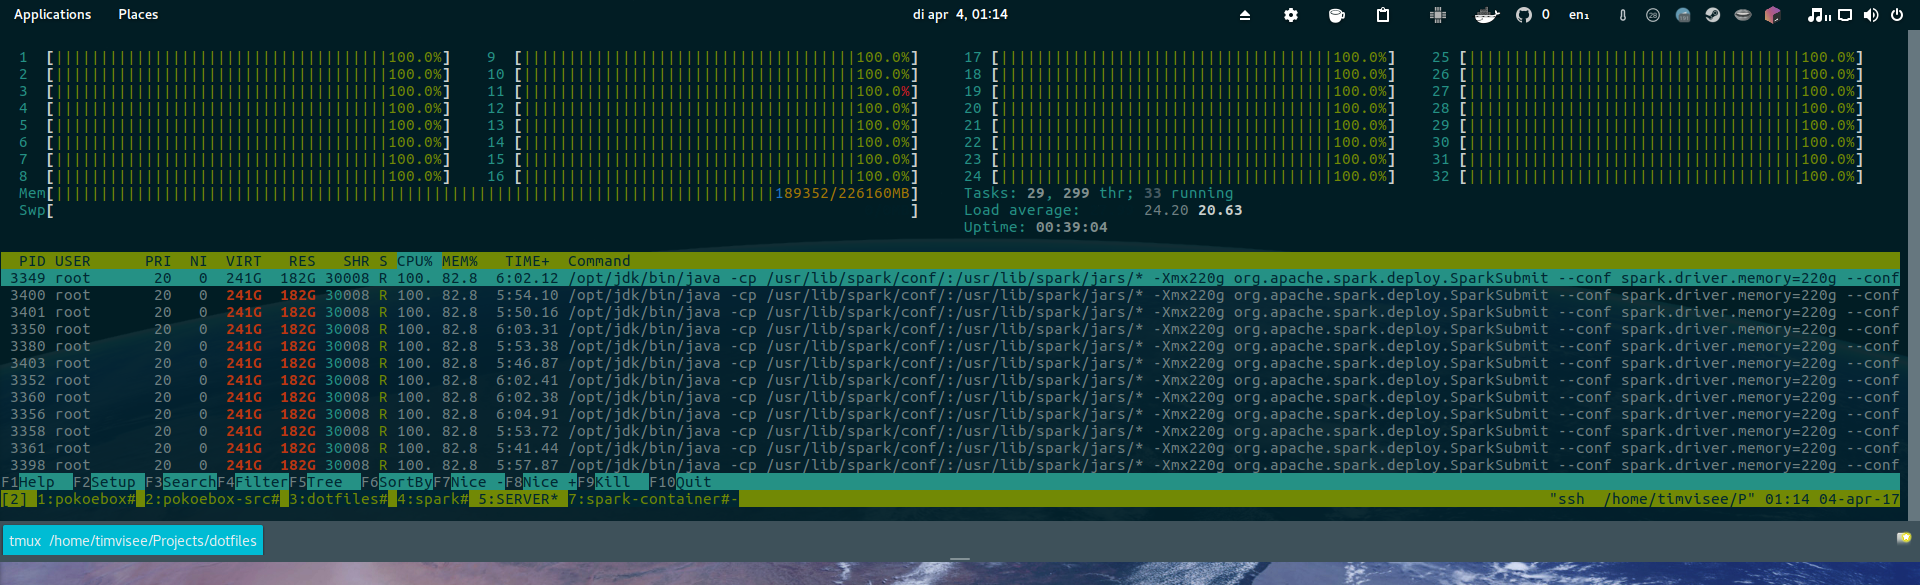 Applications Places di apr 4, 01:14 28 0 en₁
1 [100.0%] 9 [100.0%] 17 [100.0%] 25 [100.0%]
2 [100.0%] 10 [100.0%] 18 [100.0%] 26 [100.0%]
3 [100.0%] 11 [100.0%] 19 [100.0%] 27 [100.0%]
4 [100.0%] 12 [100.0%] 20 [100.0%] 28 [100.0%]
5 [100.0%] 13 [100.0%] 21 [100.0%] 29 [100.0%]
6 [100.0%] 14 [100.0%] 22 [100.0%] 30 [100.0%]
7 [100.0%] 15 [100.0%] 23 [100.0%] 31 [100.0%]
8 [100.0%] 16 [100.0%] 24 [100.0%] 32 [100.0%]
Mem[189352/226160MB] Tasks: 29, 299 thr; 33 running
Swp[ ] Load average: 24.20 20.63
Uptime: 00:39:04
PID USER PRI NI VIRT RES SHR S CPU% MEM% TIME+ Command
3349 root 20 0 241G 182G 30008 R 100. 82.8 6:02.12 /opt/jdk/bin/java -cp /usr/lib/spark/conf/:/usr/lib/spark/jars/* -Xmx220g org.apache.spark.deploy.SparkSubmit --conf spark.driver.memory=220g --conf
3400 root 20 0 241G 182G 30008 R 100. 82.8 5:54.10 /opt/jdk/bin/java -cp /usr/lib/spark/conf/:/usr/lib/spark/jars/* -Xmx220g org.apache.spark.deploy.SparkSubmit --conf spark.driver.memory=220g --conf
3401 root 20 0 241G 182G 30008 R 100. 82.8 5:50.16 /opt/jdk/bin/java -cp /usr/lib/spark/conf/:/usr/lib/spark/jars/* -Xmx220g org.apache.spark.deploy.SparkSubmit --conf spark.driver.memory=220g --conf
3350 root 20 0 241G 182G 30008 R 100. 82.8 6:03.31 /opt/jdk/bin/java -cp /usr/lib/spark/conf/:/usr/lib/spark/jars/* -Xmx220g org.apache.spark.deploy.SparkSubmit --conf spark.driver.memory=220g --conf
3380 root 20 0 241G 182G 30008 R 100. 82.8 5:53.38 /opt/jdk/bin/java -cp /usr/lib/spark/conf/:/usr/lib/spark/jars/* -Xmx220g org.apache.spark.deploy.SparkSubmit --conf spark.driver.memory=220g --conf
3403 root 20 0 241G 182G 30008 R 100. 82.8 5:46.87 /opt/jdk/bin/java -cp /usr/lib/spark/conf/:/usr/lib/spark/jars/* -Xmx220g org.apache.spark.deploy.SparkSubmit --conf spark.driver.memory=220g --conf
3352 root 20 0 241G 182G 30008 R 100. 82.8 6:02.41 /opt/jdk/bin/java -cp /usr/lib/spark/conf/:/usr/lib/spark/jars/* -Xmx220g org.apache.spark.deploy.SparkSubmit --conf spark.driver.memory=220g --conf
3360 root 20 0 241G 182G 30008 R 100. 82.8 6:02.38 /opt/jdk/bin/java -cp /usr/lib/spark/conf/:/usr/lib/spark/jars/* -Xmx220g org.apache.spark.deploy.SparkSubmit --conf spark.driver.memory=220g --conf
3356 root 20 0 241G 182G 30008 R 100. 82.8 6:04.91 /opt/jdk/bin/java -cp /usr/lib/spark/conf/:/usr/lib/spark/jars/* -Xmx220g org.apache.spark.deploy.SparkSubmit --conf spark.driver.memory=220g --conf
3358 root 20 0 241G 182G 30008 R 100. 82.8 5:53.72 /opt/jdk/bin/java -cp /usr/lib/spark/conf/:/usr/lib/spark/jars/* -Xmx220g org.apache.spark.deploy.SparkSubmit --conf spark.driver.memory=220g --conf
3361 root 20 0 241G 182G 30008 R 100. 82.8 5:41.44 /opt/jdk/bin/java -cp /usr/lib/spark/conf/:/usr/lib/spark/jars/* -Xmx220g org.apache.spark.deploy.SparkSubmit --conf spark.driver.memory=220g --conf
3398 root 20 0 241G 182G 30008 R 100. 82.8 5:57.87 /opt/jdk/bin/java -cp /usr/lib/spark/conf/:/usr/lib/spark/jars/* -Xmx220g org.apache.spark.deploy.SparkSubmit --conf spark.driver.memory=220g --conf
F1Help F2Setup F3SearchF4FilterF5Tree F6SortByF7Nice -F8Nice +F9Kill F10Quit
[2] 1:pokoebox# 2:pokoebox-src# 3:dotfiles# 4:spark# 5:SERVER* 7:spark-container#- "ssh /home/timvisee/P" 01:14 04-apr-17
tmux /home/timvisee/Projects/dotfiles